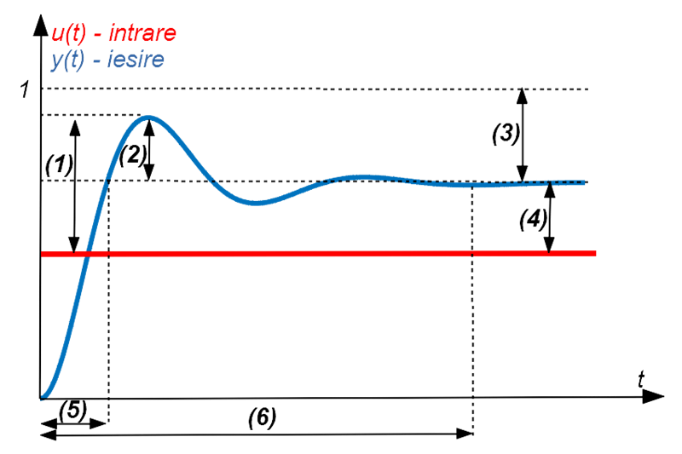 u(t) - intrare
y(t) - iesire
1
(3)
(1)
(2)
(4)
t
(5)
(6)